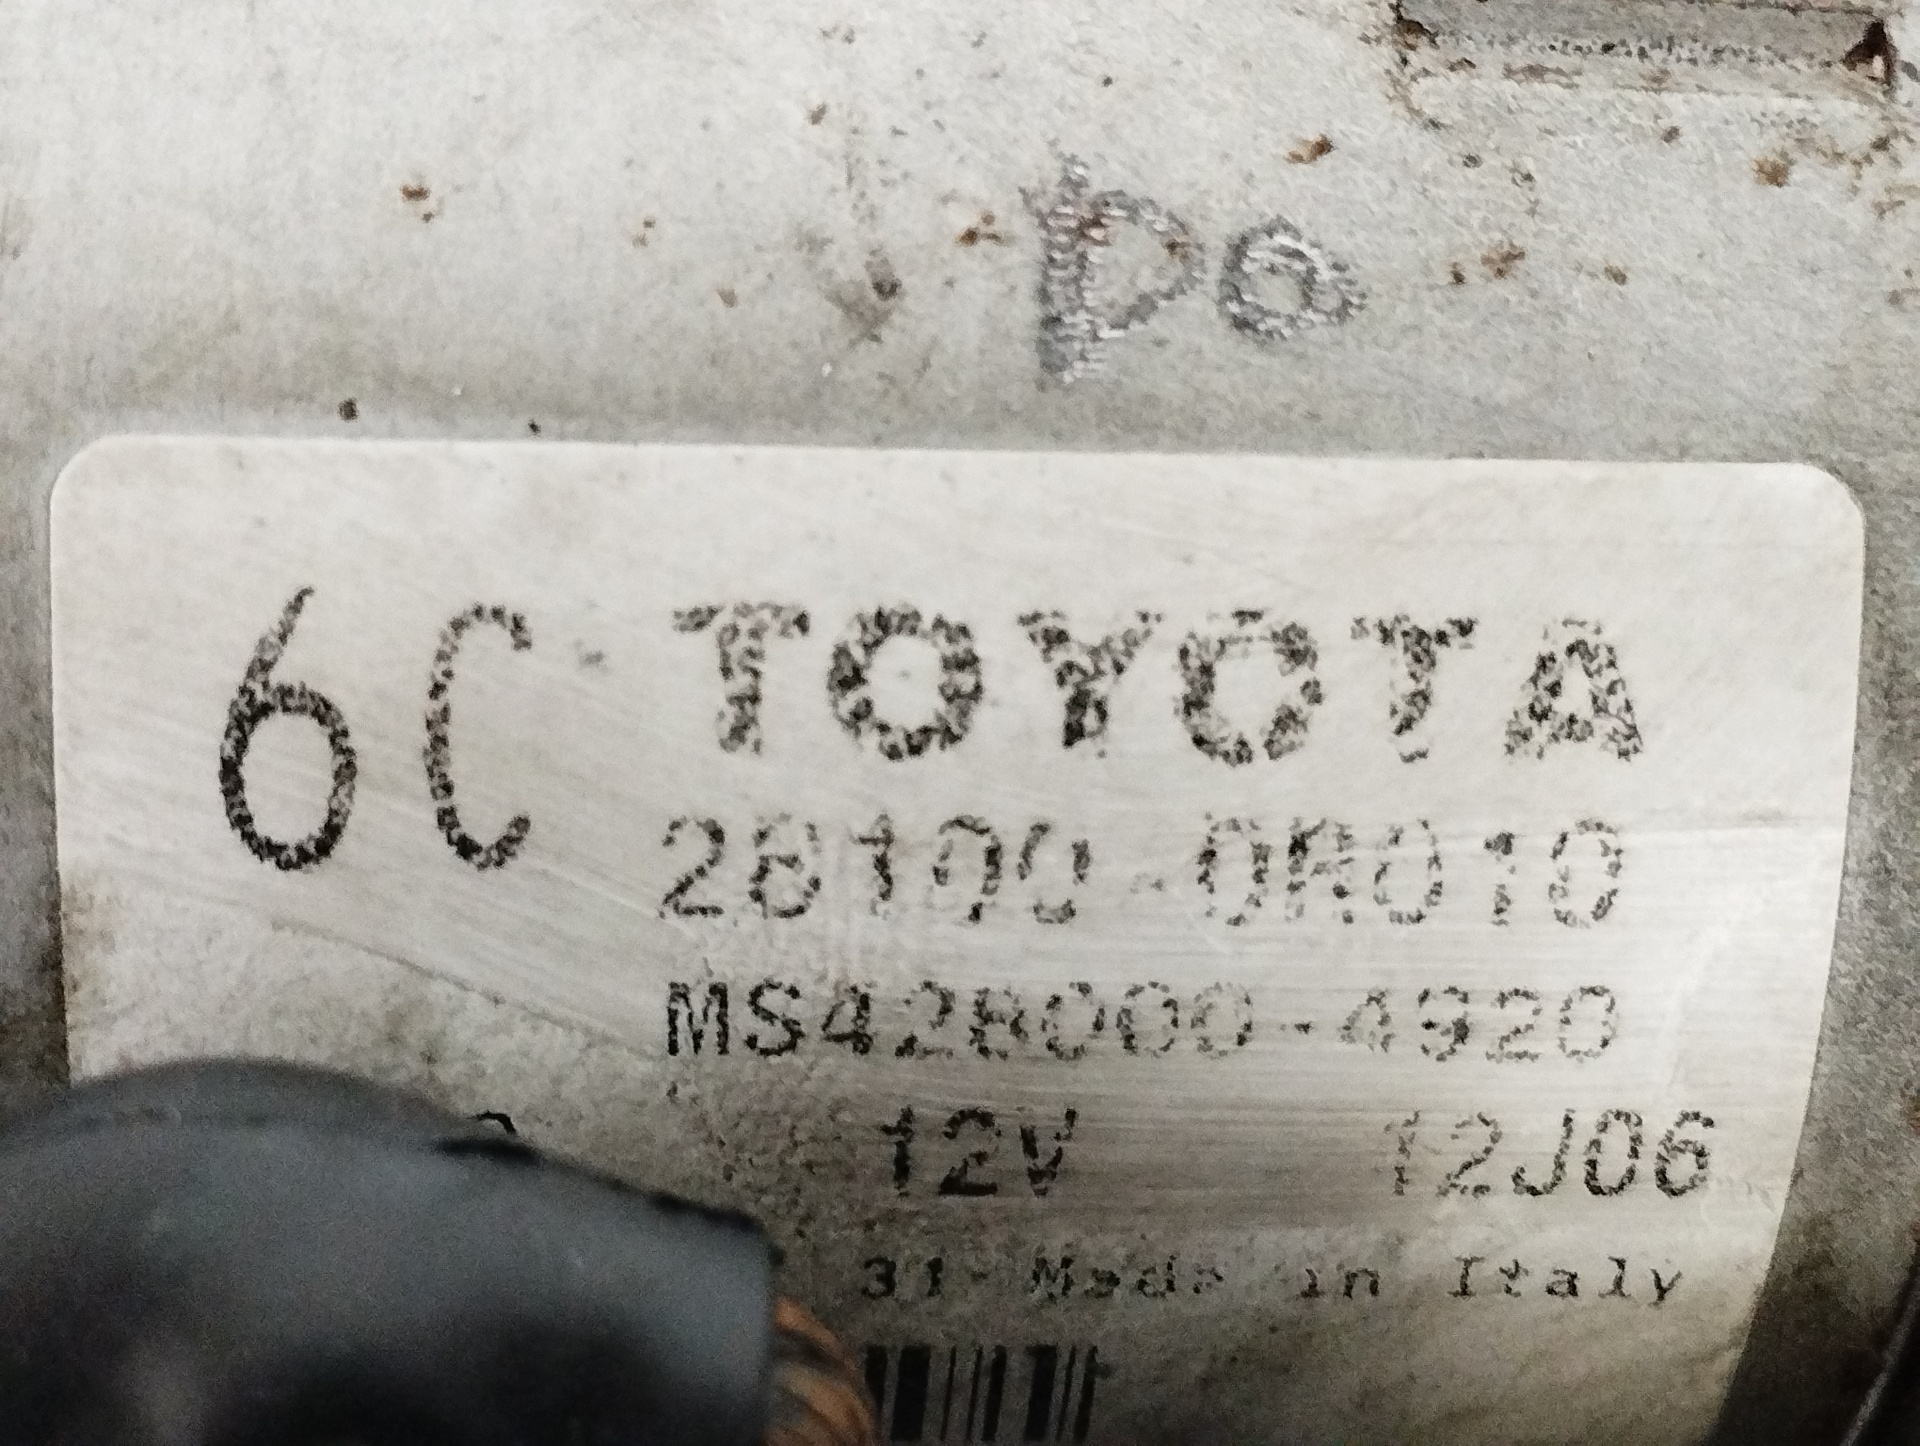 po
6C TOYOTA
28100-0R010
MS428000-4920
12V 12J06
31 Made in Italy